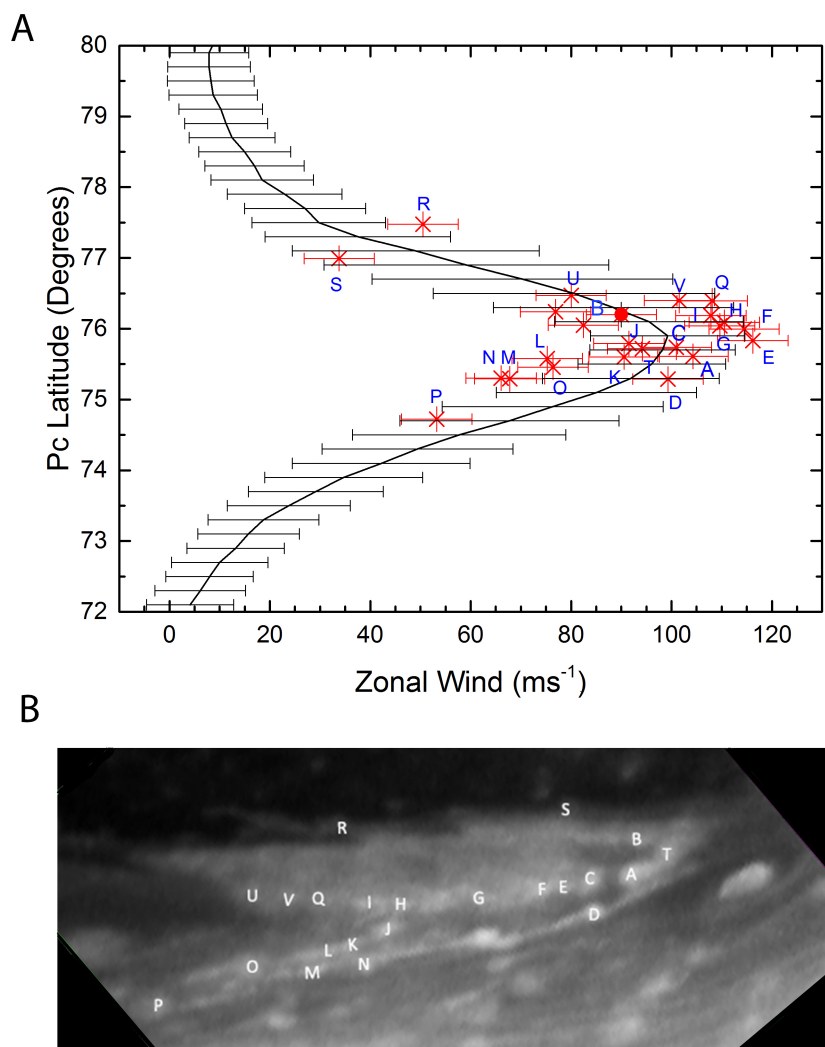 A
80
79
78
77
76
75
74
73
72
Pc Latitude (Degrees)
R
S
U
V Q
B I H F
J C G E
L T A
N M O K D
P
0 20 40 60 80 100 120
Zonal Wind (ms⁻¹)
B
S
R B
T
C A
F E
U V Q I H G
D
J
K
L
O M N
P